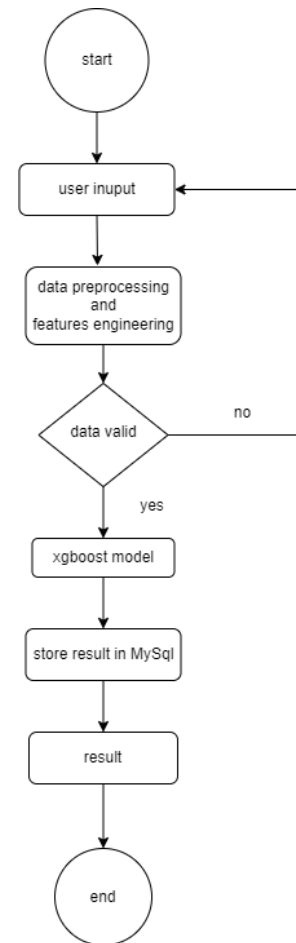 start
user inuput
data preprocessing
and
features engineering
data valid
no
yes
xgboost model
store result in MySql
result
end